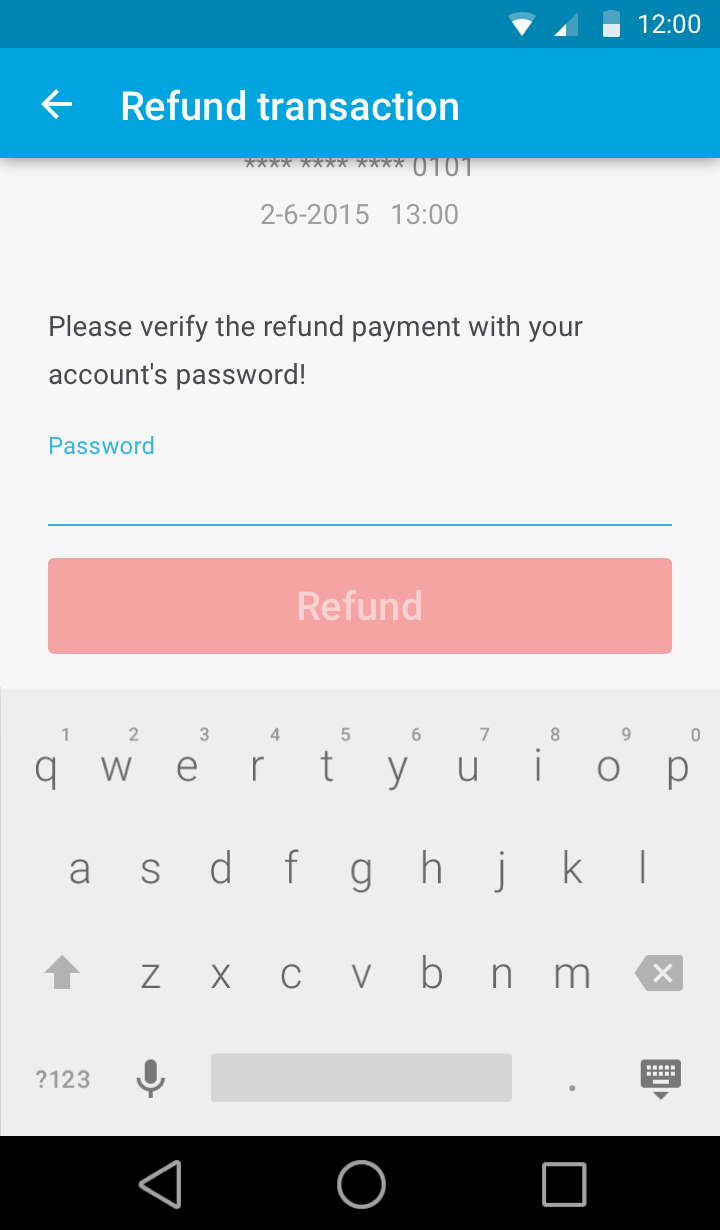 12:00
Refund transaction
**** **** **** 0101
2-6-2015 13:00
Please verify the refund payment with your
account's password!
Password
Refund
1 2 3 4 5 6 7 8 9 0
q w e r t y u i o p
a s d f g h j k l
z x c v b n m
?123 .